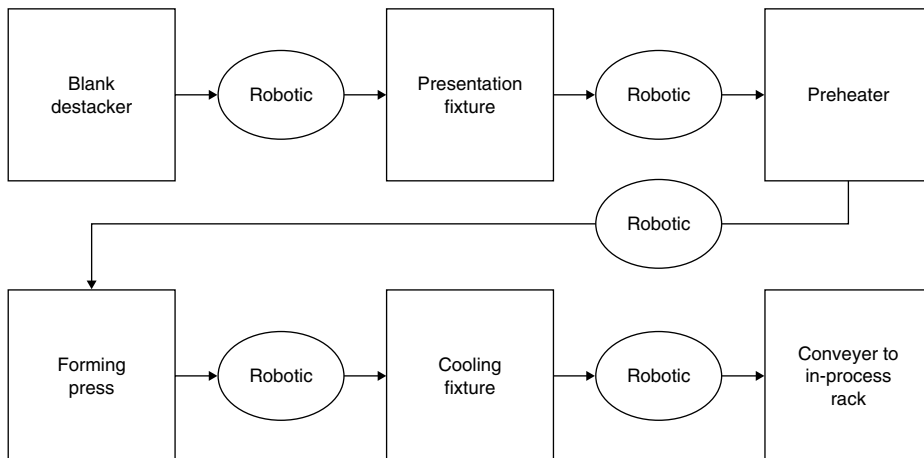 Blank
destacker
Robotic
Presentation
fixture
Robotic
Preheater
Robotic
Forming
press
Robotic
Cooling
fixture
Robotic
Conveyer to
in-process
rack